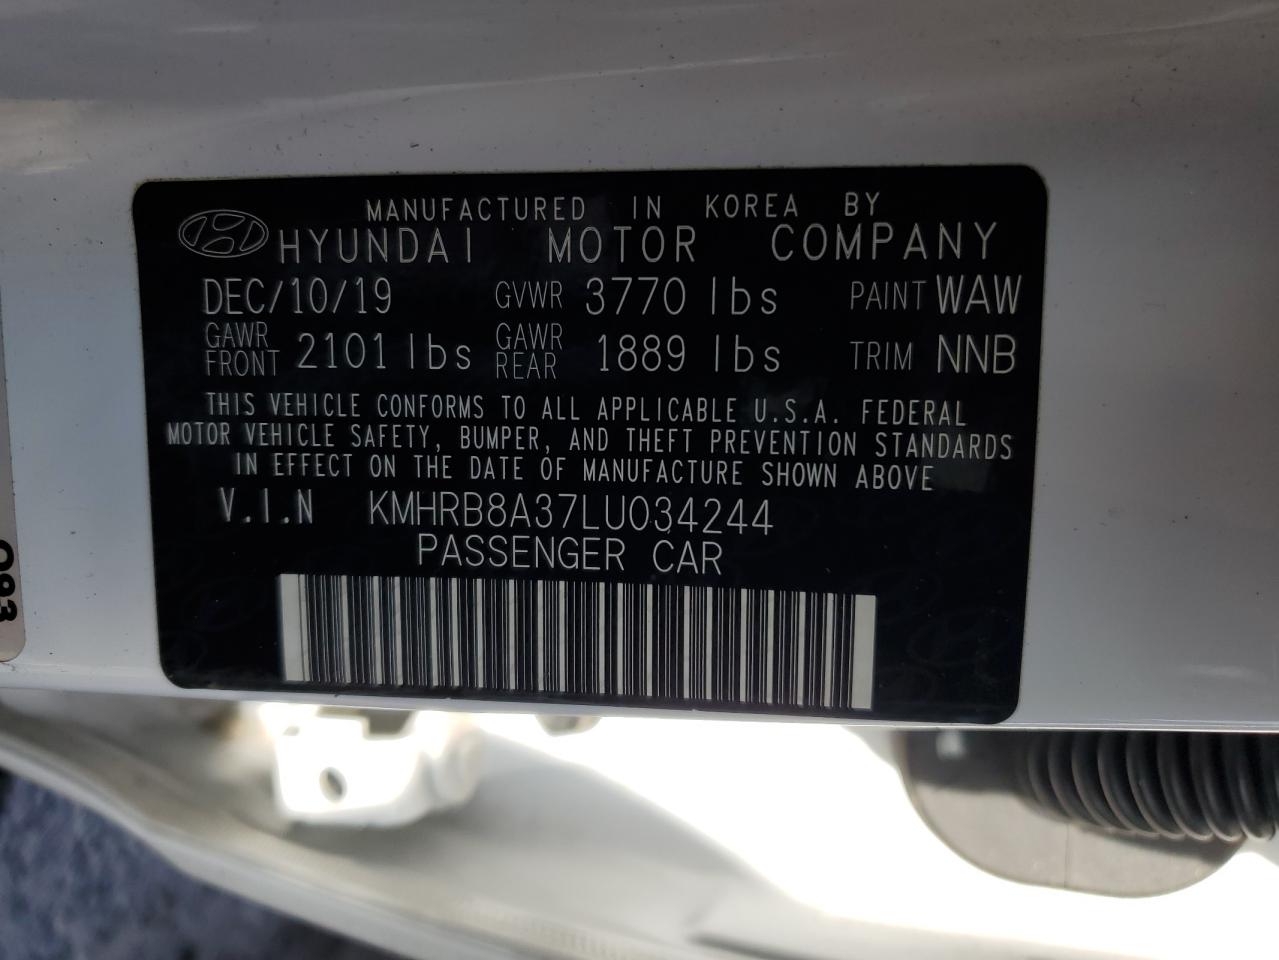 MANUFACTURED IN KOREA BY
HYUNDAI MOTOR COMPANY
DEC/10/19 GVWR 3770 lbs PAINT WAW
GAWR FRONT 2101 lbs GAWR REAR 1889 lbs TRIM NNB
THIS VEHICLE CONFORMS TO ALL APPLICABLE U.S.A. FEDERAL
MOTOR VEHICLE SAFETY, BUMPER, AND THEFT PREVENTION STANDARDS
IN EFFECT ON THE DATE OF MANUFACTURE SHOWN ABOVE
V.I.N KMHRB8A37LU034244
PASSENGER CAR